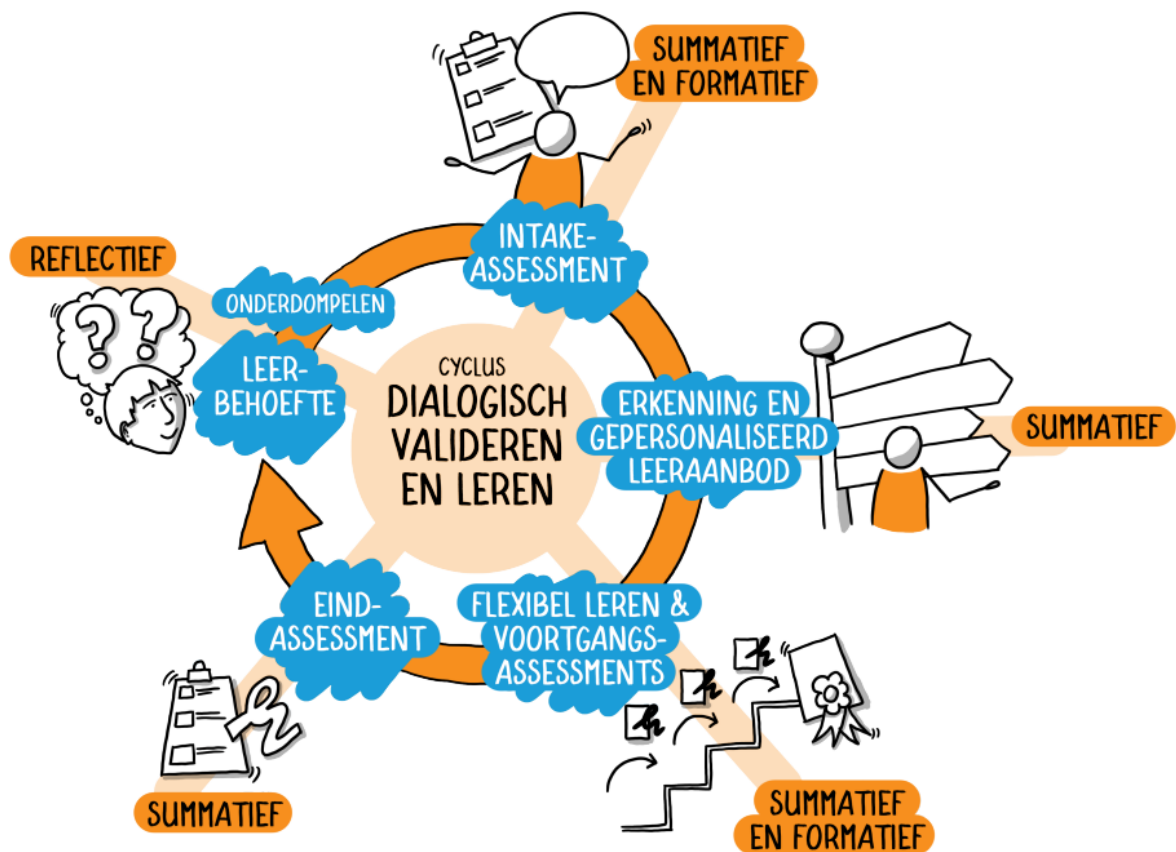 SUMMATIEF
EN FORMATIEF
INTAKE-
ASSESSMENT
REFLECTIEF
ONDERDOMPELEN
LEER-
BEHOEFTE
CYCLUS
DIALOGISCH
VALIDEREN
EN LEREN
ERKENNING EN
GEPERSONALISEERD
LEERAANBOD
SUMMATIEF
EIND-
ASSESSMENT
FLEXIBEL LEREN &
VOORTGANGS-
ASSESSMENTS
SUMMATIEF
SUMMATIEF
EN FORMATIEF